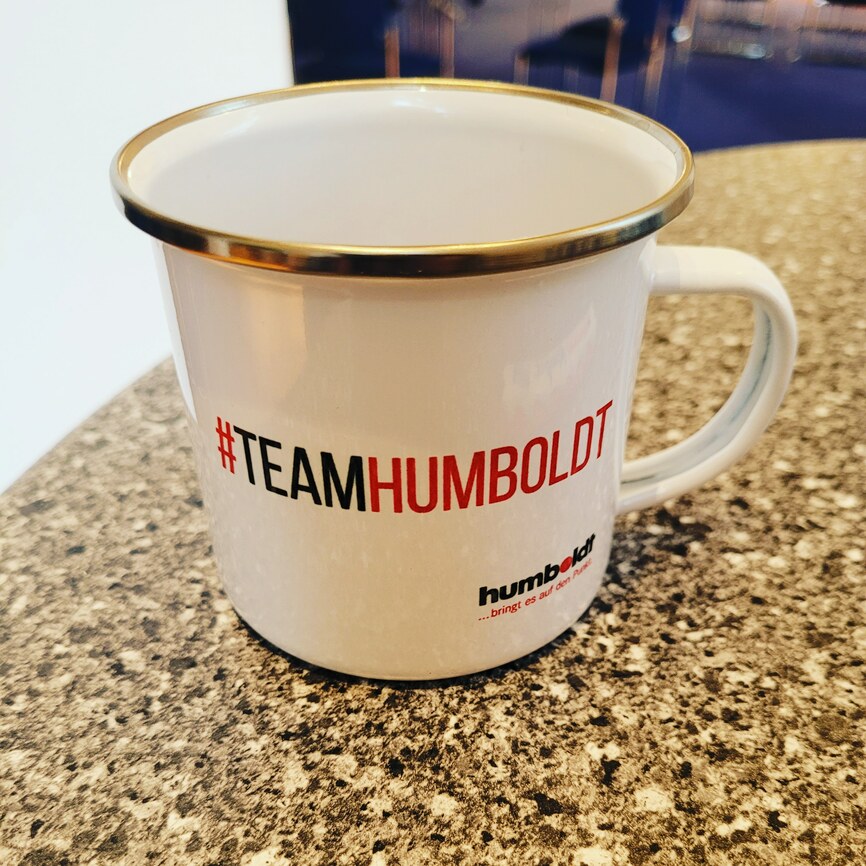 #TEAMHUMBOLDT
humboldt
...bringt es auf den Punkt.